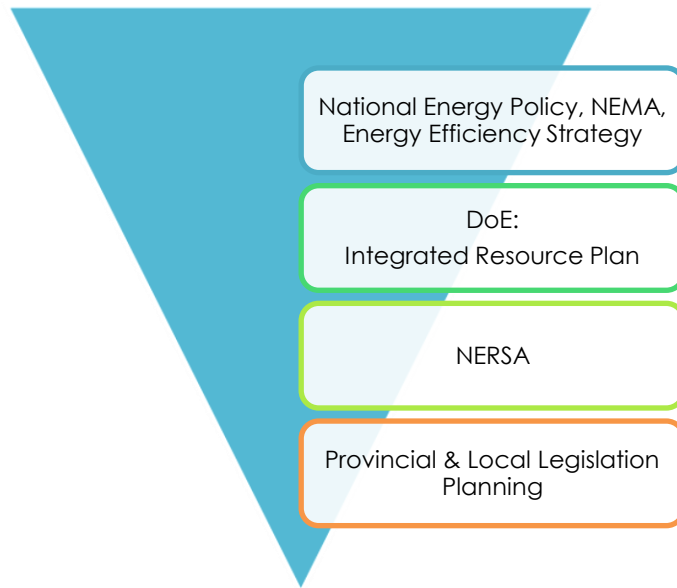 National Energy Policy, NEMA,
Energy Efficiency Strategy
DoE:
Integrated Resource Plan
NERSA
Provincial & Local Legislation
Planning